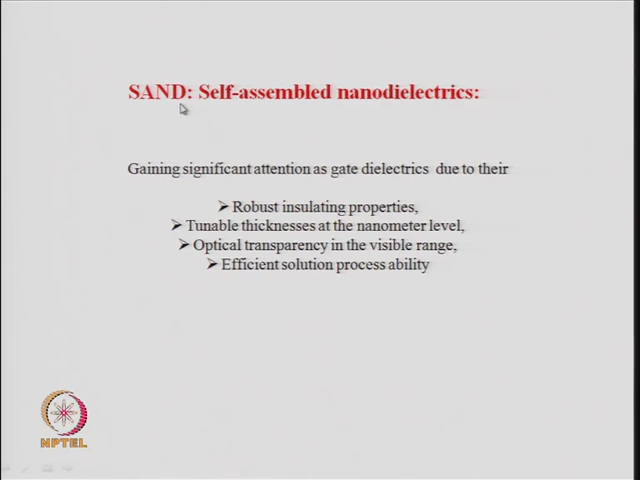 SAND: Self-assembled nanodielectrics:
Gaining significant attention as gate dielectrics due to their
➢ Robust insulating properties,
➢ Tunable thicknesses at the nanometer level,
➢ Optical transparency in the visible range,
➢ Efficient solution process ability
NPTEL